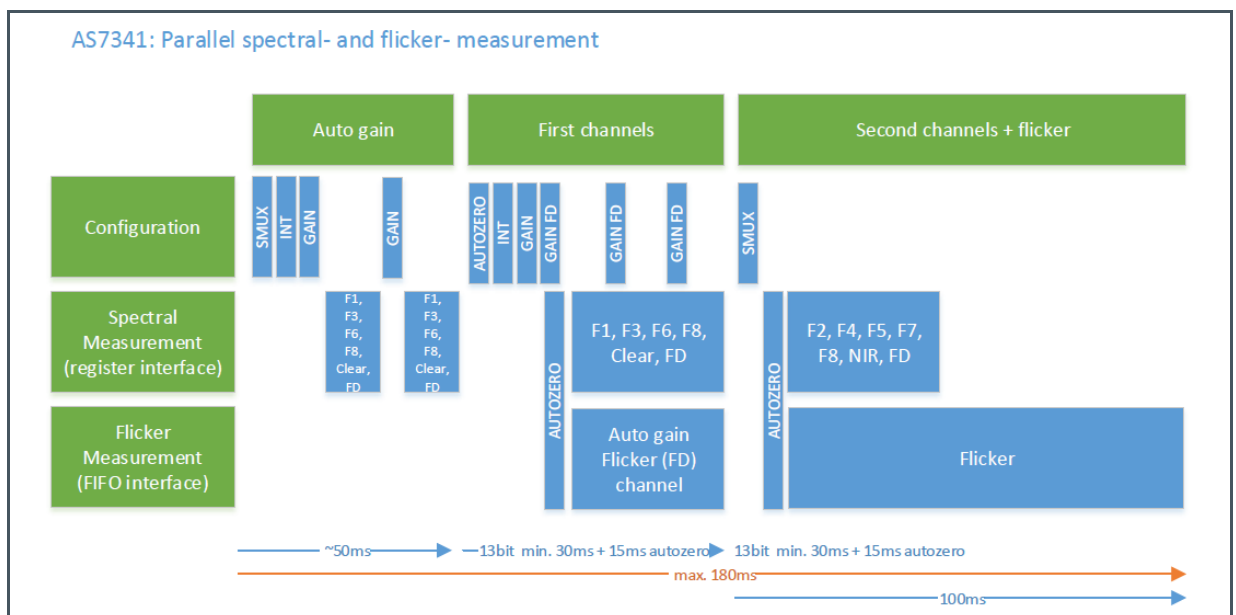 AS7341: Parallel spectral- and flicker- measurement
Auto gain
First channels
Second channels + flicker
Configuration
SMUX
INT
GAIN
GAIN
AUTOZERO
INT
GAIN
GAIN FD
GAIN FD
GAIN FD
SMUX
Spectral
Measurement
(register interface)
F1,
F3,
F6,
F8,
Clear,
FD
F1,
F3,
F6,
F8,
Clear,
FD
AUTOZERO
F1, F3, F6, F8,
Clear, FD
AUTOZERO
F2, F4, F5, F7,
F8, NIR, FD
Flicker
Measurement
(FIFO interface)
Auto gain
Flicker (FD)
channel
Flicker
~50ms
13bit min. 30ms + 15ms autozero
13bit min. 30ms + 15ms autozero
max. 180ms
100ms